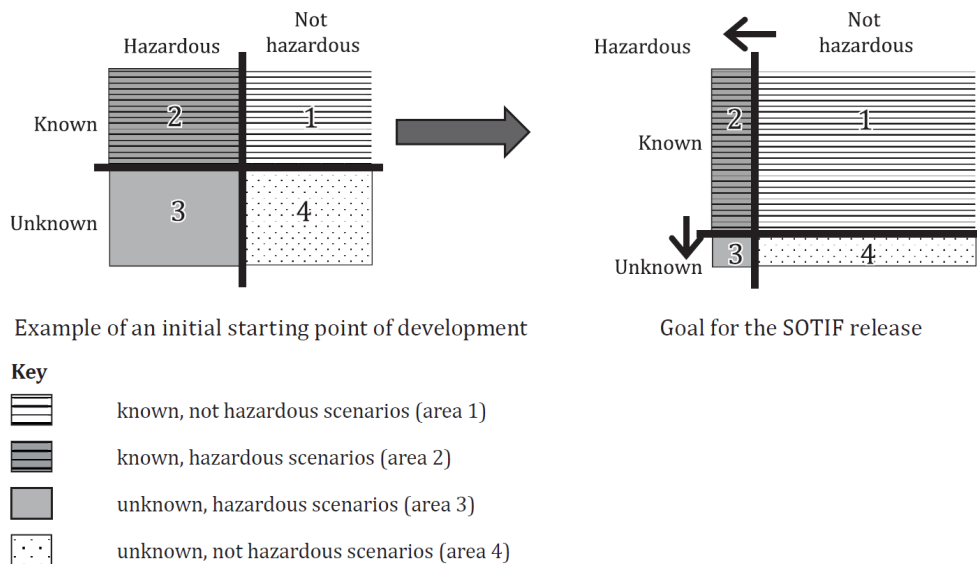 Hazardous
Not
hazardous
Known
2
1
Unknown
3
4
Hazardous
Not
hazardous
Known
2
1
Unknown
3
4
Example of an initial starting point of development
Goal for the SOTIF release
Key
known, not hazardous scenarios (area 1)
known, hazardous scenarios (area 2)
unknown, hazardous scenarios (area 3)
unknown, not hazardous scenarios (area 4)